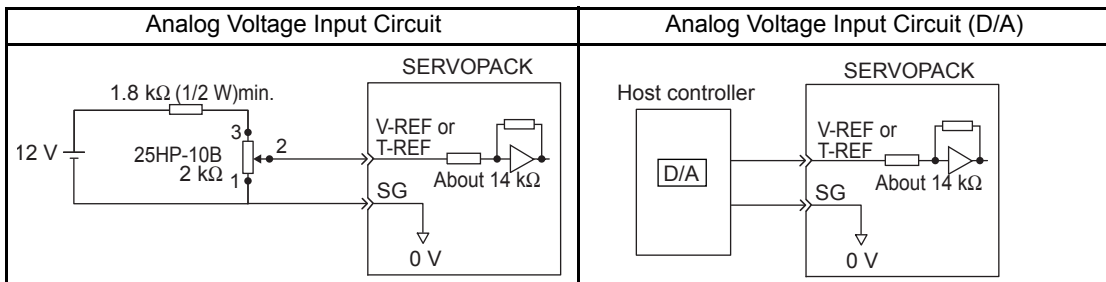 Analog Voltage Input Circuit
Analog Voltage Input Circuit (D/A)
SERVOPACK
1.8 kΩ (1/2 W)min.
3
V-REF or
T-REF
2
12 V
25HP-10B
2 kΩ
1
About 14 kΩ
SG
0 V
SERVOPACK
Host controller
V-REF or
T-REF
D/A
About 14 kΩ
SG
0 V